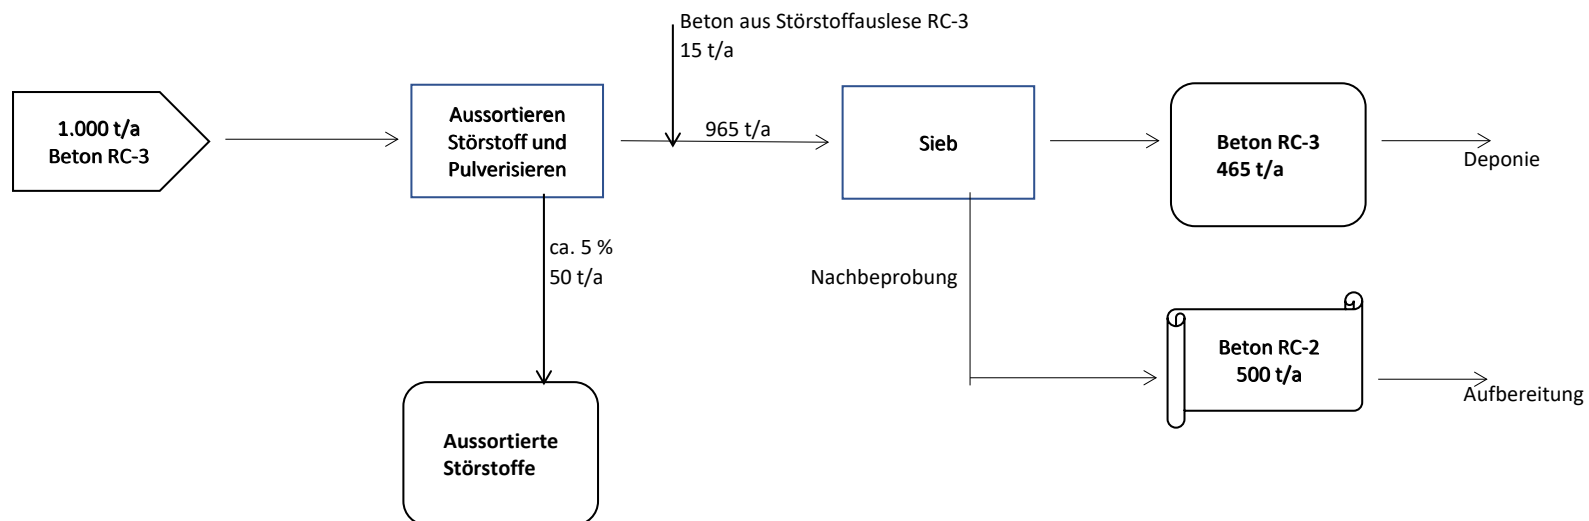 Beton aus Störstoffauslese RC-3
15 t/a
1.000 t/a
Beton RC-3
Aussortieren
Störstoff und
Pulverisieren
965 t/a
Sieb
Beton RC-3
465 t/a
Deponie
ca. 5 %
50 t/a
Nachbeprobung
Beton RC-2
500 t/a
Aufbereitung
Aussortierte
Störstoffe